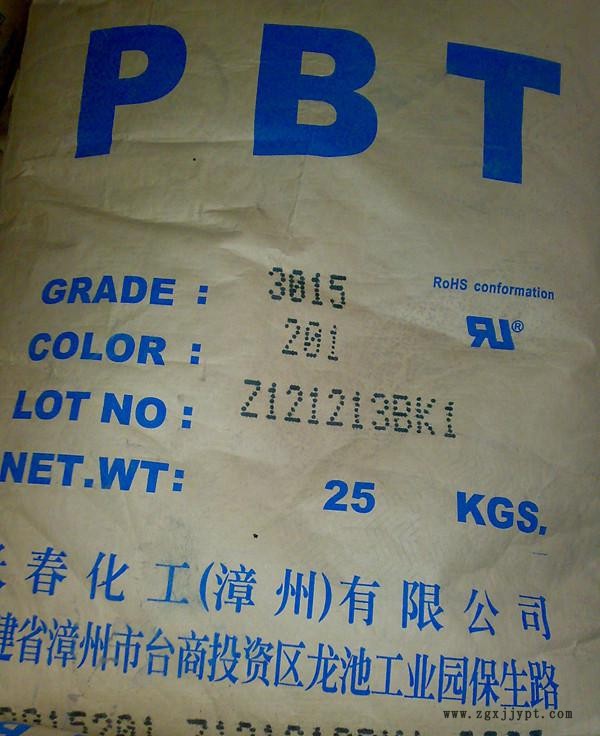 PBT
GRADE : 3015
RoHS conformation
COLOR : 201
RU®
LOT NO : Z121213BK1
NET.WT: 25 KGS.
春化工(漳州)有限公司
建省漳州市台商投资区龙池工业园保生路
www.zgxjjypt.com